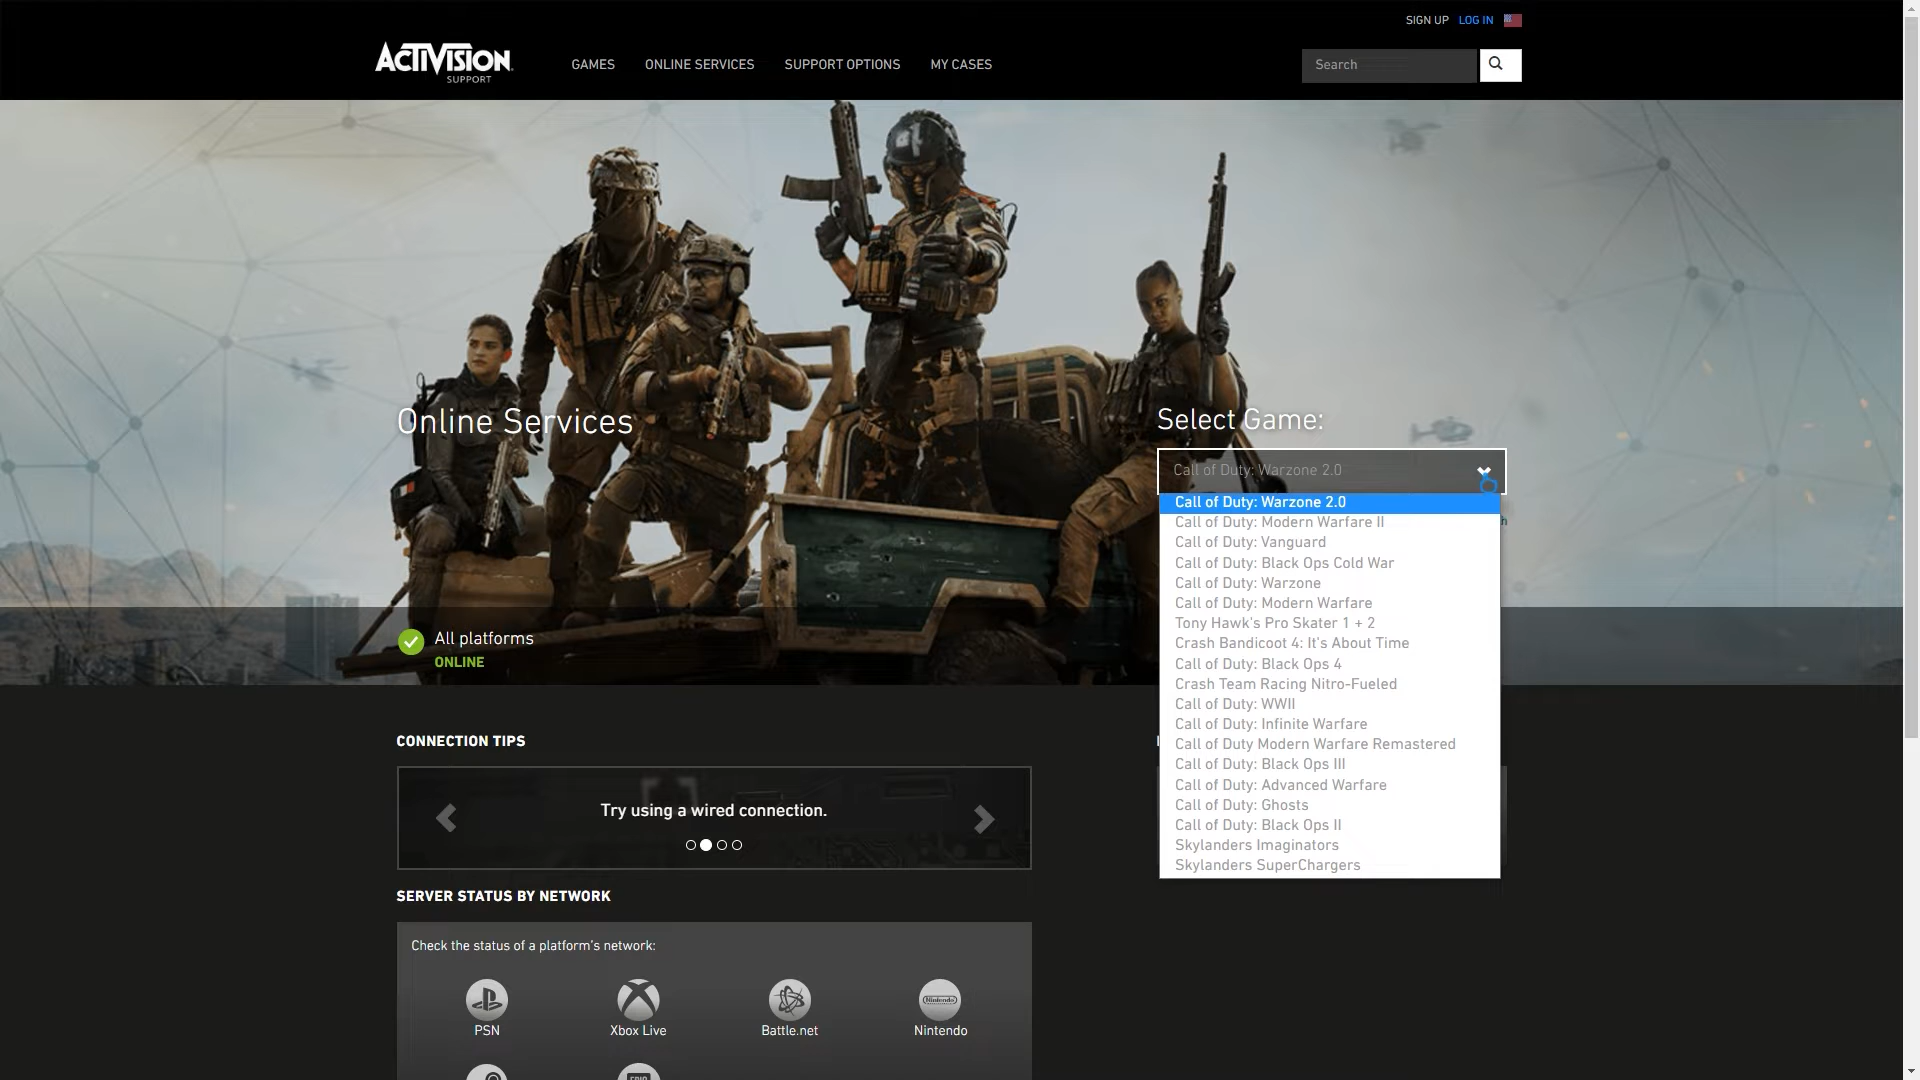 SIGN UP LOG IN
ACTIVISION
SUPPORT
GAMES ONLINE SERVICES SUPPORT OPTIONS MY CASES
Search
Online Services
Select Game:
Call of Duty: Warzone 2.0
Call of Duty: Warzone 2.0
Call of Duty: Modern Warfare II
Call of Duty: Vanguard
Call of Duty: Black Ops Cold War
Call of Duty: Warzone
Call of Duty: Modern Warfare
Tony Hawk's Pro Skater 1 + 2
Crash Bandicoot 4: It's About Time
Call of Duty: Black Ops 4
Crash Team Racing Nitro-Fueled
Call of Duty: WWII
Call of Duty: Infinite Warfare
Call of Duty Modern Warfare Remastered
Call of Duty: Black Ops III
Call of Duty: Advanced Warfare
Call of Duty: Ghosts
Call of Duty: Black Ops II
Skylanders Imaginators
Skylanders SuperChargers
All platforms
ONLINE
CONNECTION TIPS
Try using a wired connection.
SERVER STATUS BY NETWORK
Check the status of a platform's network:
PSN Xbox Live Battle.net Nintendo